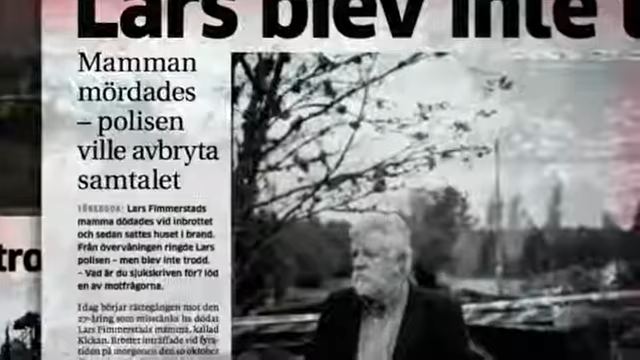 Lars blev inte t
Mamman
mördades
– polisen
ville avbryta
samtalet
Lars Fimmerstads
mamma dödades vid inbrottet
och sedan sattes huset i brand.
Från övervåningen ringde Lars
polisen – men blev inte trodd.
– Vad är du sjukskriven för? löd
en av motfrågorna.
tro
I dag börjar rättegången mot den
27-åring som misstänks ha dödat
Lars Fimmerstads mamma, kallad
Kickan. Brottet inträffade vid fyra-
tiden på morgonen den 10 oktober